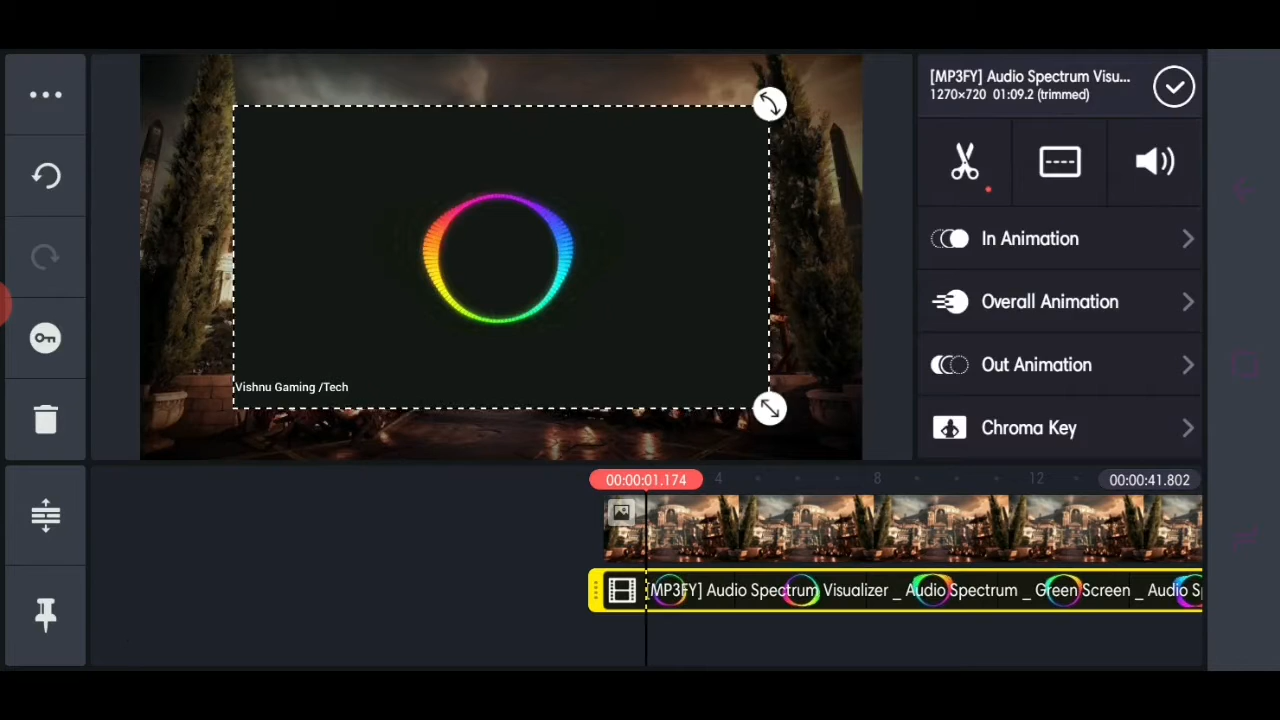 [MP3FY] Audio Spectrum Visu...
1270×720 01:09.2 (trimmed)
In Animation
Overall Animation
Out Animation
Chroma Key
Vishnu Gaming /Tech
00:00:01.174
4
8
12
00:00:41.802
[MP3FY] Audio Spectrum Visualizer _ Audio Spectrum _ Green Screen _ Audio S